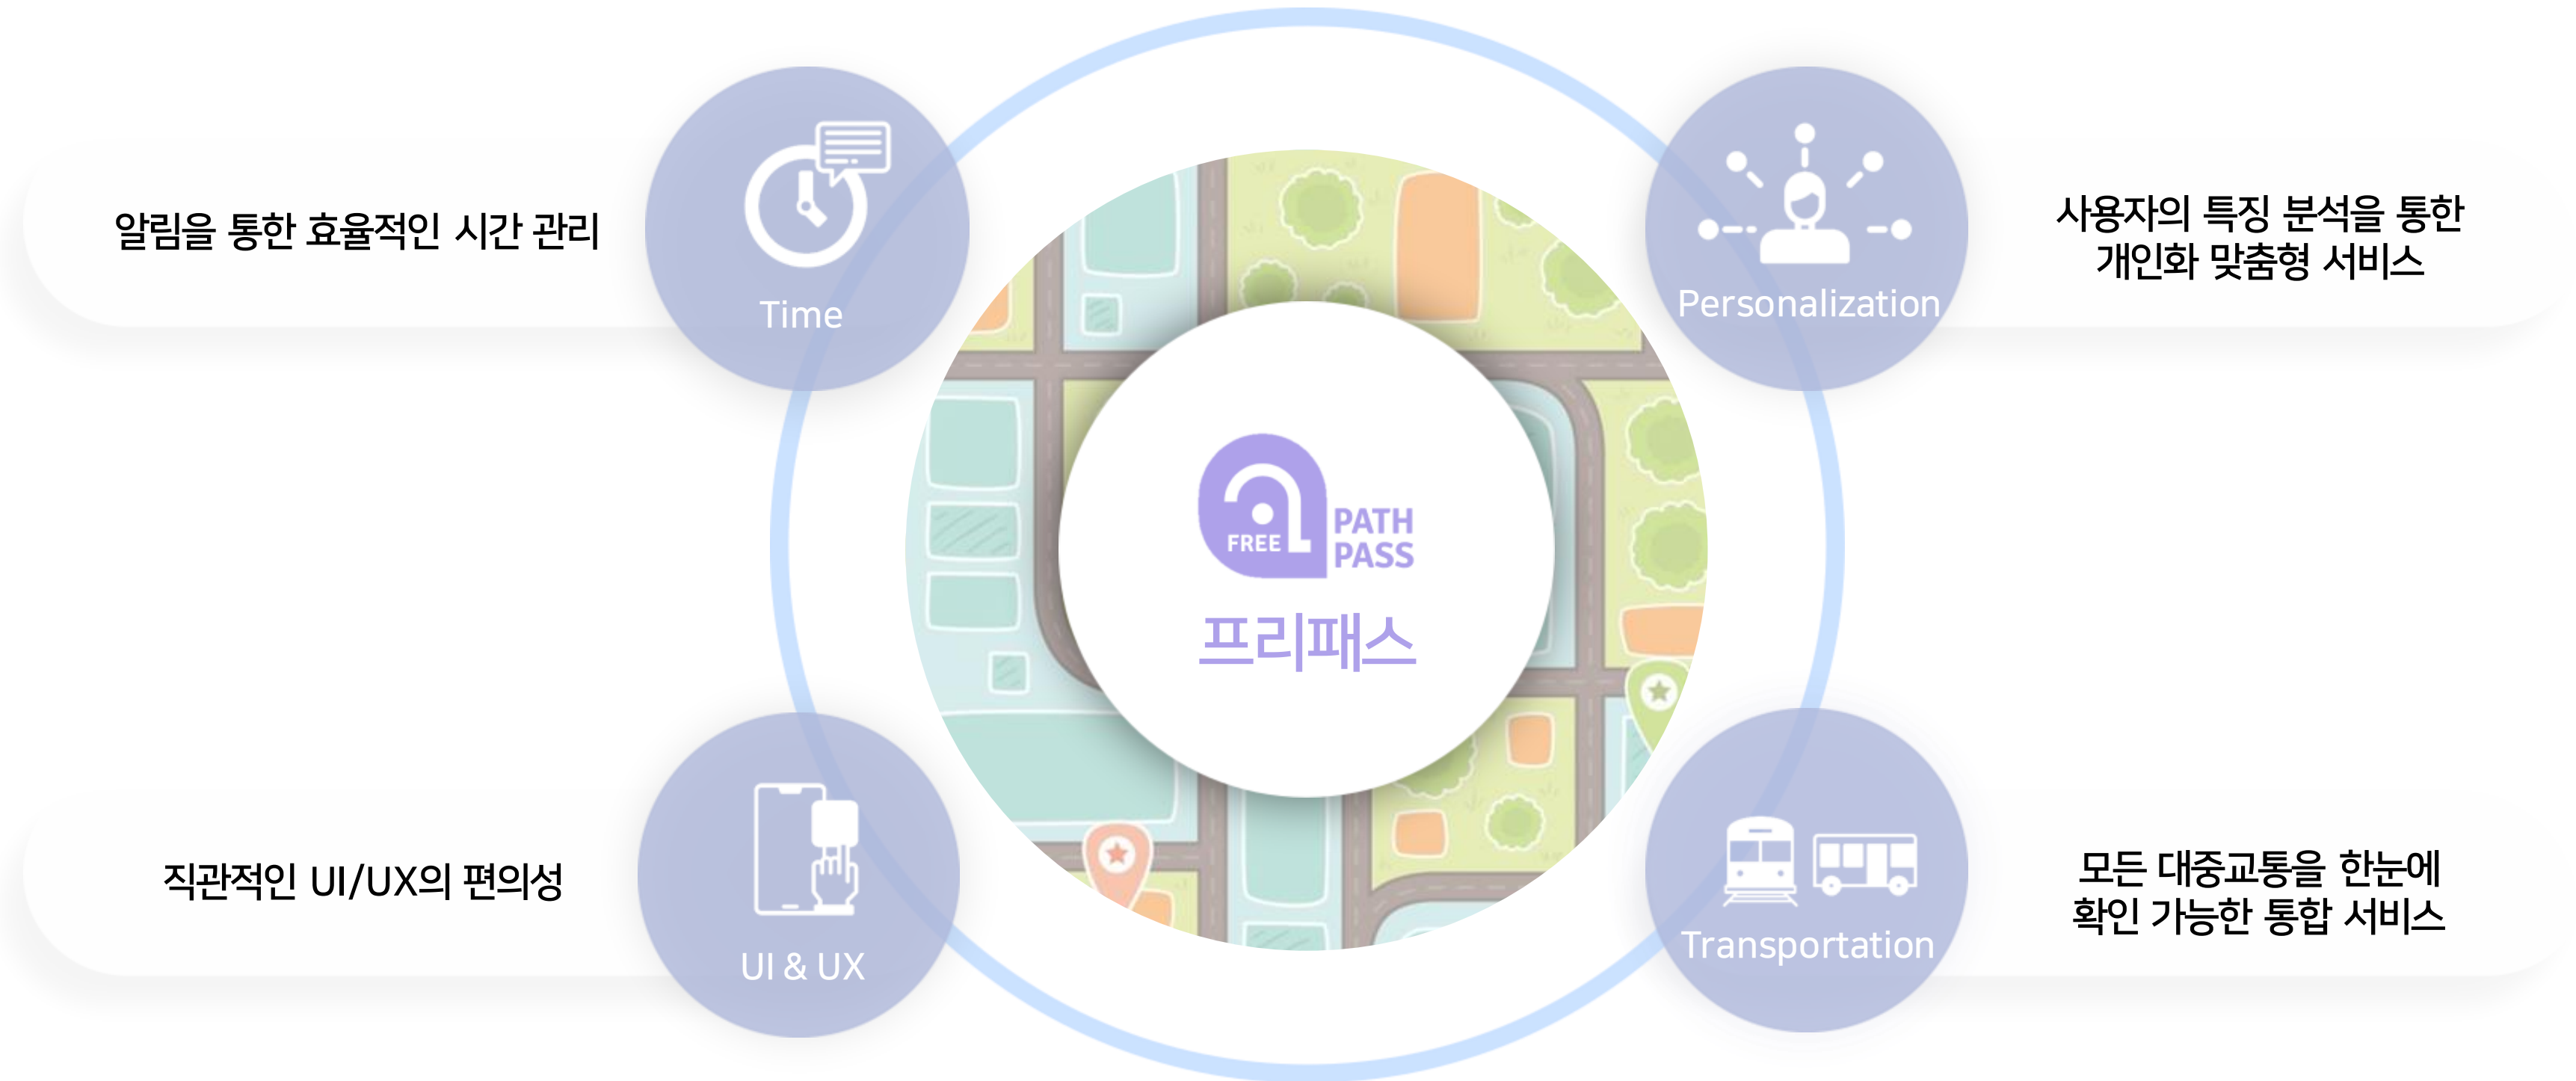 알림을 통한 효율적인 시간 관리
Time
Personalization
사용자의 특징 분석을 통한
개인화 맞춤형 서비스
FREE
PATH
PASS
프리패스
직관적인 UI/UX의 편의성
UI & UX
Transportation
모든 대중교통을 한눈에
확인 가능한 통합 서비스